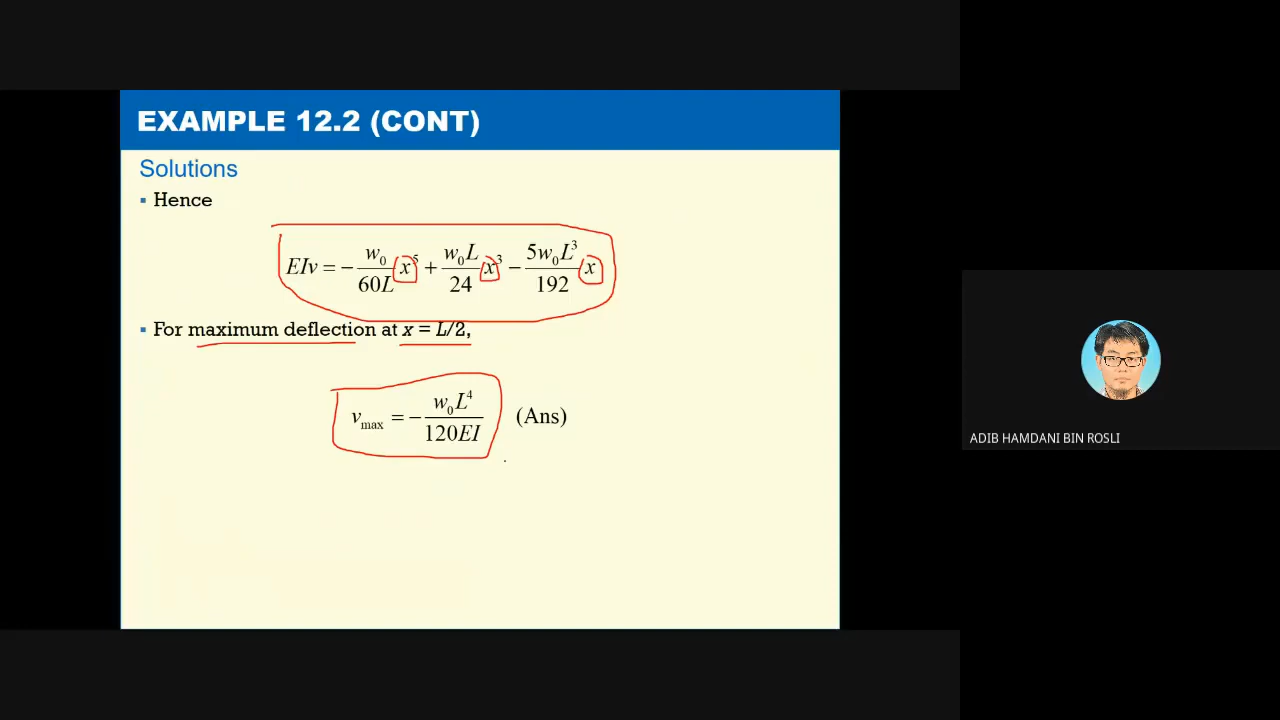 EXAMPLE 12.2 (CONT)
Solutions
▪ Hence
EIv = − w₀/60L x⁵ + w₀L/24 x³ − 5w₀L³/192 x
▪ For maximum deflection at x = L/2,
v_max = − w₀L⁴/120EI (Ans)
ADIB HAMDANI BIN ROSLI